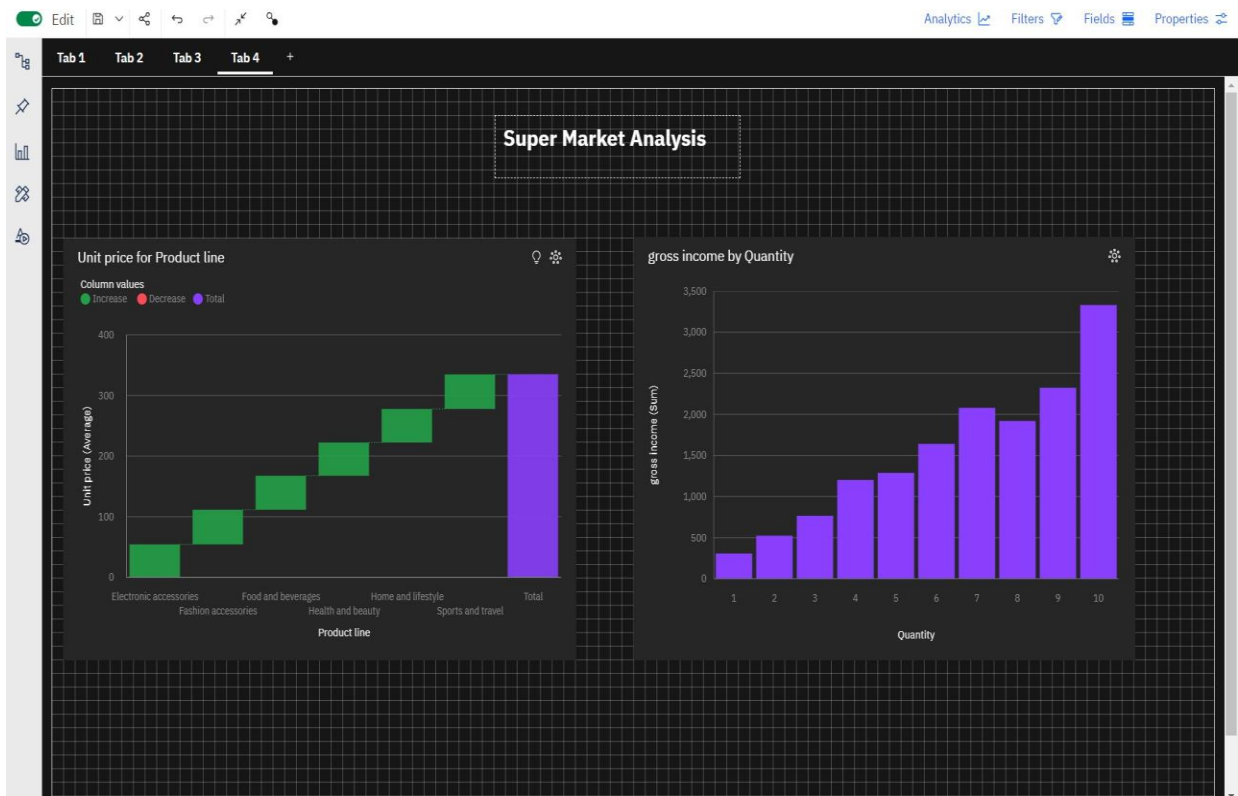 Edit
Analytics Filters Fields Properties
Tab 1 Tab 2 Tab 3 Tab 4 +
Super Market Analysis
Unit price for Product line
Column values
Increase Decrease Total
400
300
200
100
0
Unit price (Average)
Electronic accessories Food and beverages Home and lifestyle Total
Fashion accessories Health and beauty Sports and travel
Product line
gross income by Quantity
3,500
3,000
2,500
2,000
1,500
1,000
500
0
gross income (Sum)
1 2 3 4 5 6 7 8 9 10
Quantity